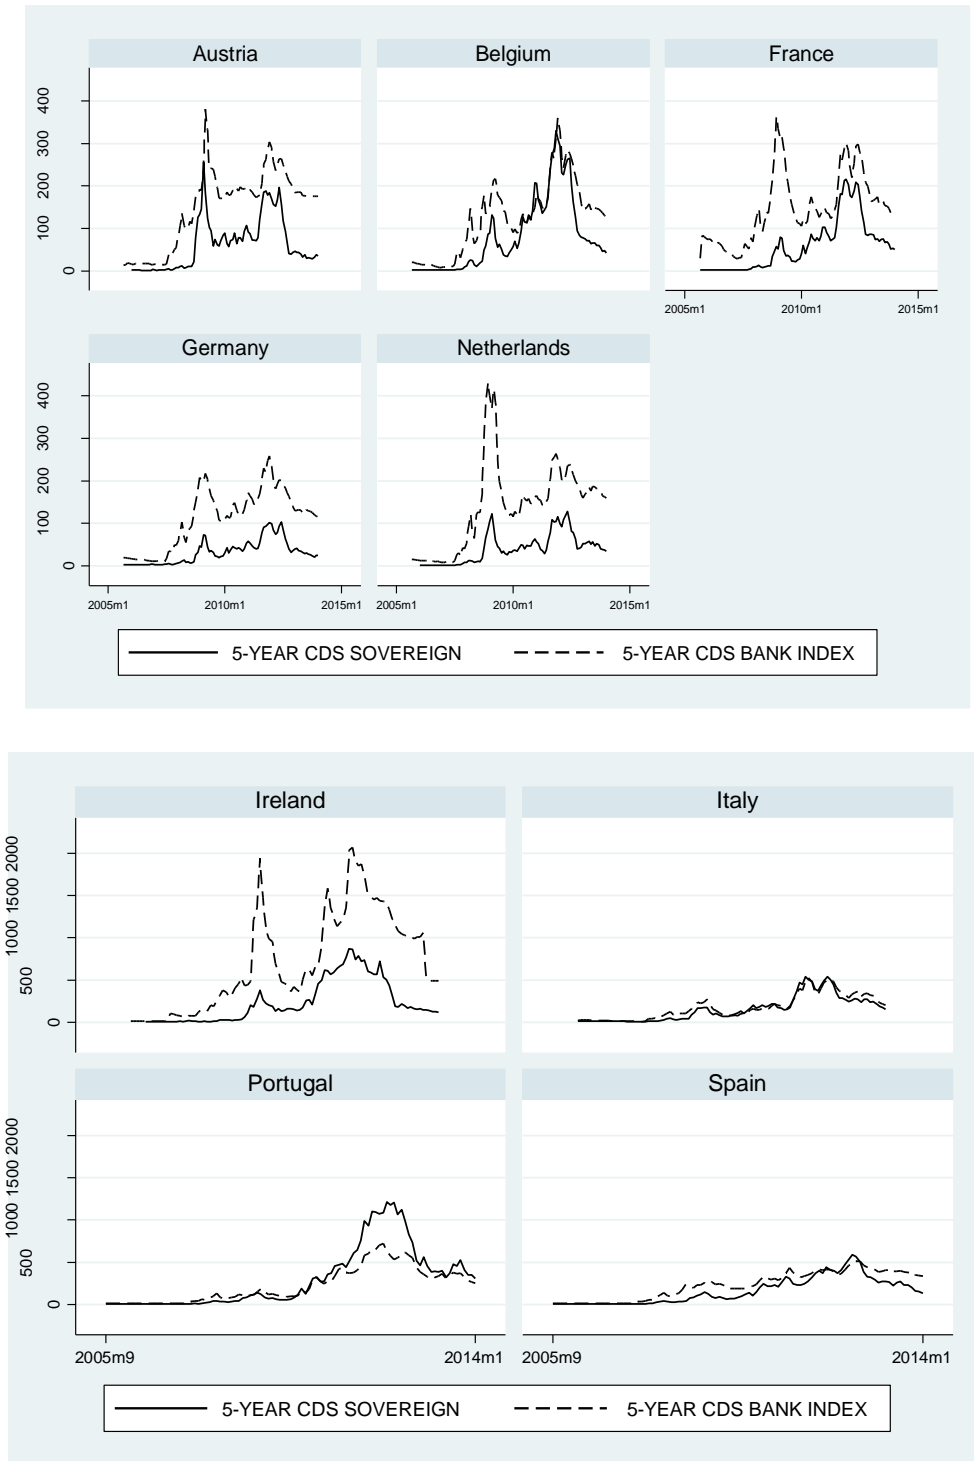 Austria Belgium France
400
300
200
100
0
2005m1 2010m1 2015m1
Germany Netherlands
400
300
200
100
0
2005m1 2010m1 2015m1 2005m1 2010m1 2015m1
5-YEAR CDS SOVEREIGN 5-YEAR CDS BANK INDEX
Ireland Italy
2000
1500
1000
500
0
Portugal Spain
2000
1500
1000
500
0
2005m9 2014m1 2005m9 2014m1
5-YEAR CDS SOVEREIGN 5-YEAR CDS BANK INDEX